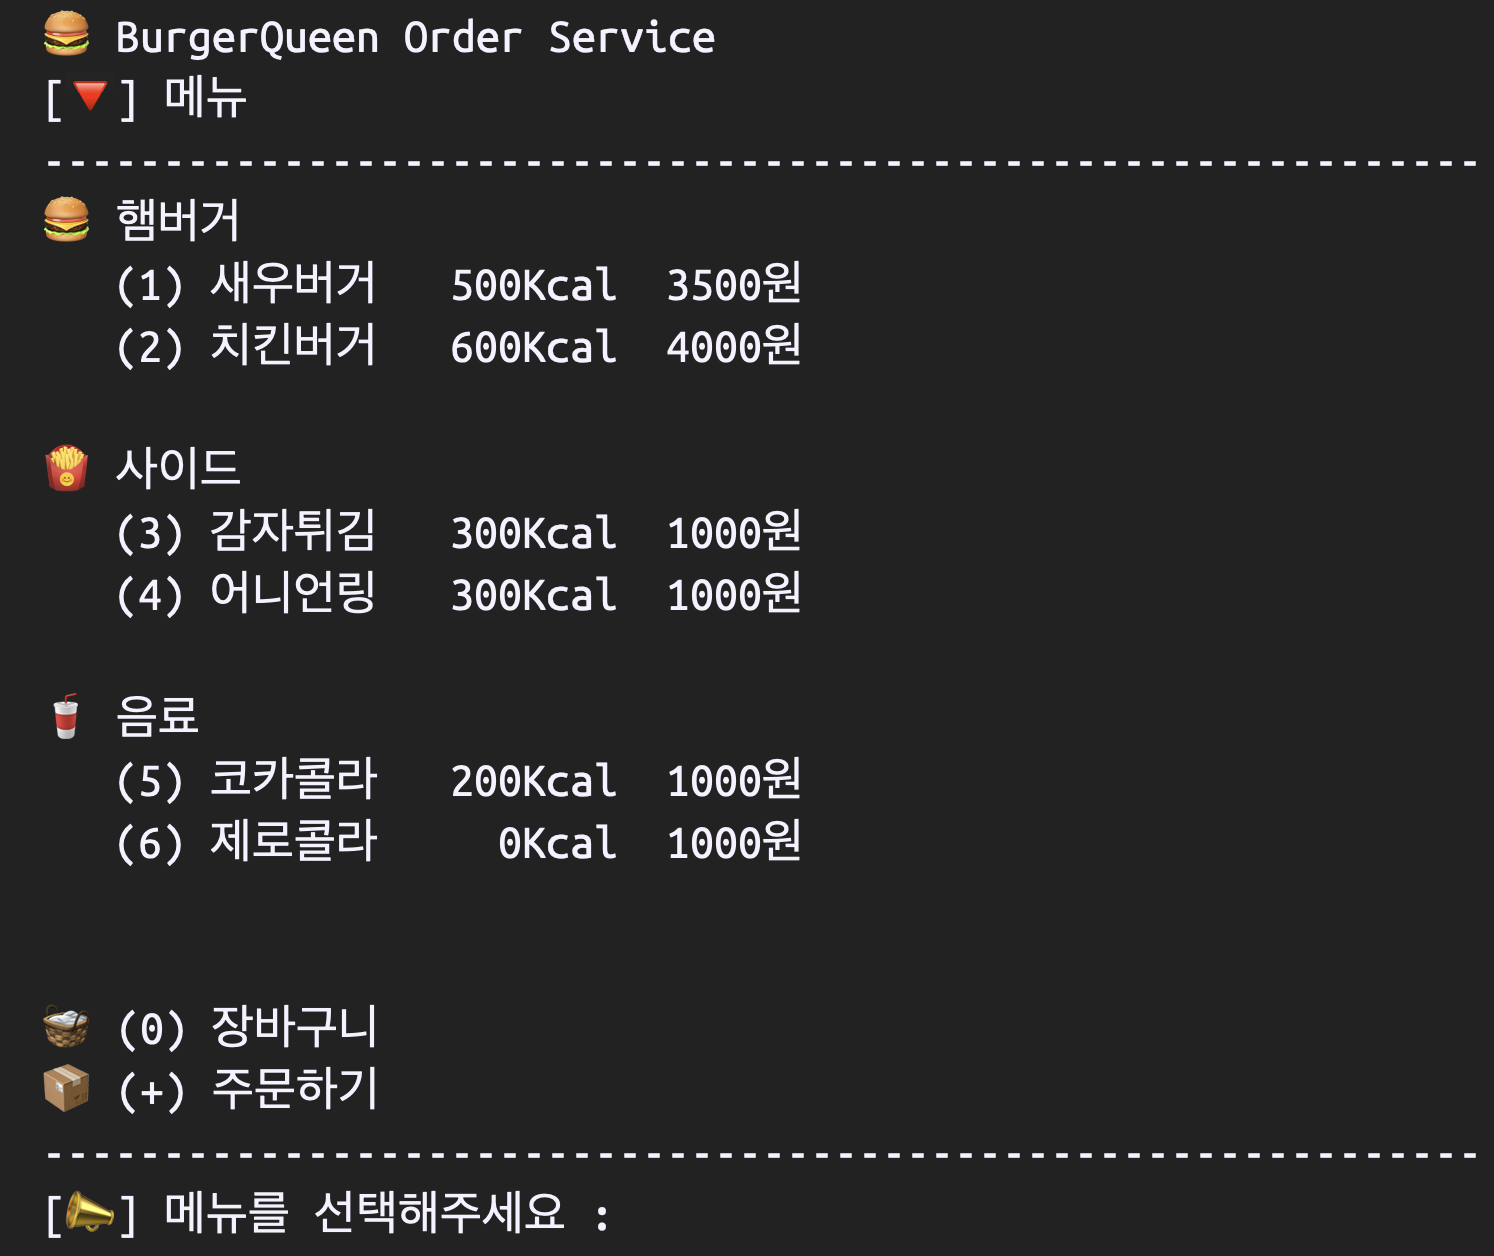 🍔 BurgerQueen Order Service
[🔻] 메뉴
------------------------------------------------------------
🍔 햄버거
(1) 새우버거 500Kcal 3500원
(2) 치킨버거 600Kcal 4000원
🍟 사이드
(3) 감자튀김 300Kcal 1000원
(4) 어니언링 300Kcal 1000원
🥤 음료
(5) 코카콜라 200Kcal 1000원
(6) 제로콜라 0Kcal 1000원
🧺 (0) 장바구니
📦 (+) 주문하기
------------------------------------------------------------
[📣] 메뉴를 선택해주세요 :